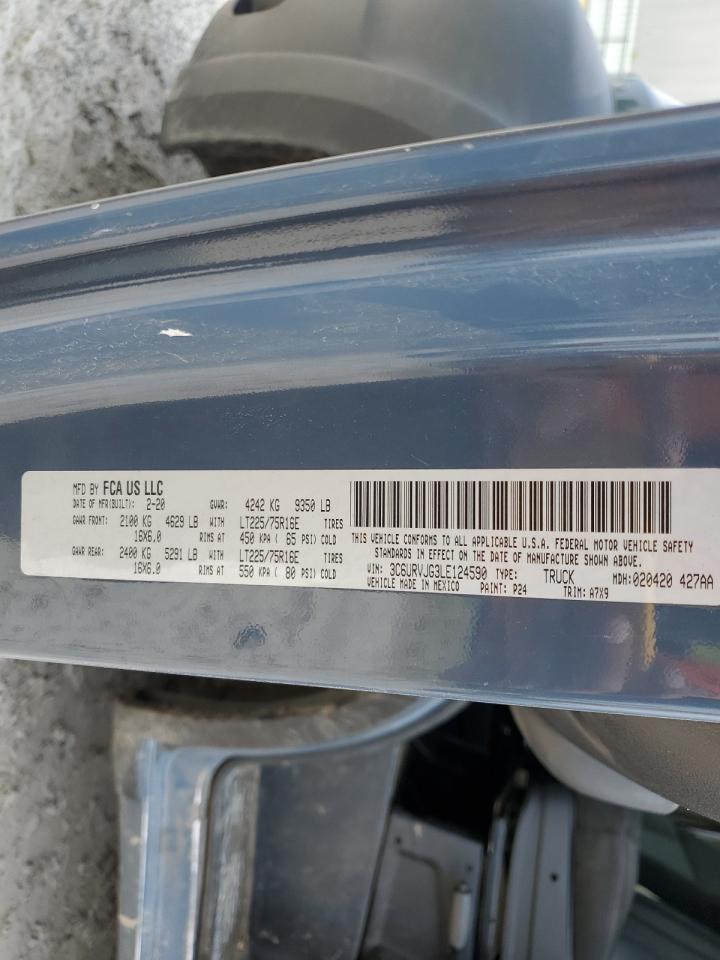 MFD BY FCA US LLC
DATE OF MFR(BUILT): 2-20 GVWR: 4242 KG 9350 LB
GAWR FRONT: 2100 KG 4629 LB WITH LT225/75R16E TIRES
16X6.0 RIMS AT 450 KPA ( 65 PSI) COLD
GAWR REAR: 2400 KG 5291 LB WITH LT225/75R16E TIRES
16X6.0 RIMS AT 550 KPA ( 80 PSI) COLD
THIS VEHICLE CONFORMS TO ALL APPLICABLE U.S.A. FEDERAL MOTOR VEHICLE SAFETY
STANDARDS IN EFFECT ON THE DATE OF MANUFACTURE SHOWN ABOVE.
VIN: 3C6URVJG3LE124590 TYPE: TRUCK MDH:020420 427AA
VEHICLE MADE IN MEXICO PAINT: P24 TRIM: A7X9